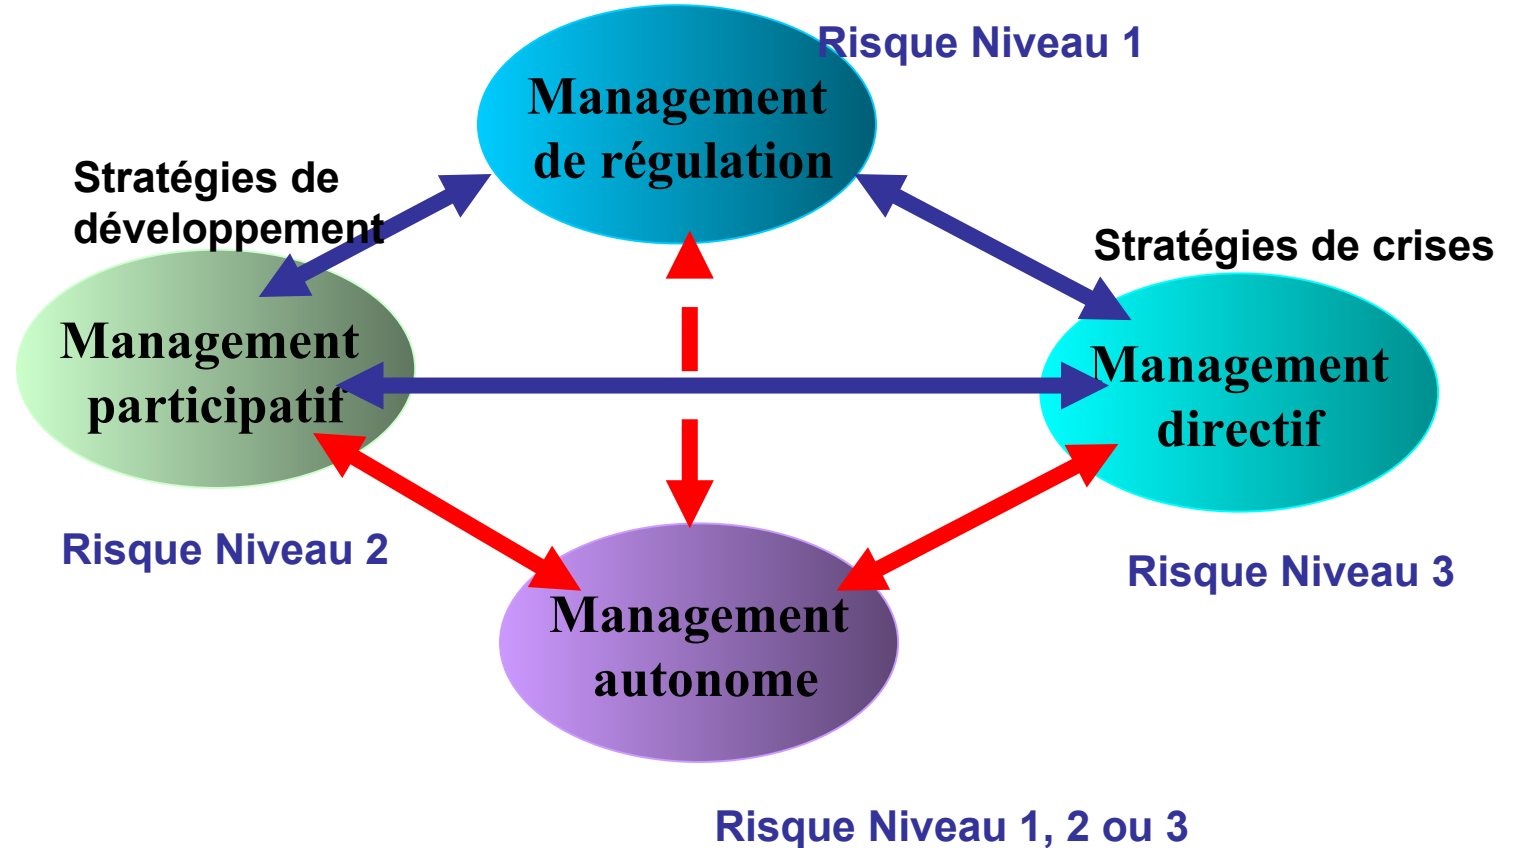 Risque Niveau 1
Management
de régulation
Stratégies de
développement
Stratégies de crises
Management
participatif
Management
directif
Risque Niveau 2
Risque Niveau 3
Management
autonome
Risque Niveau 1, 2 ou 3